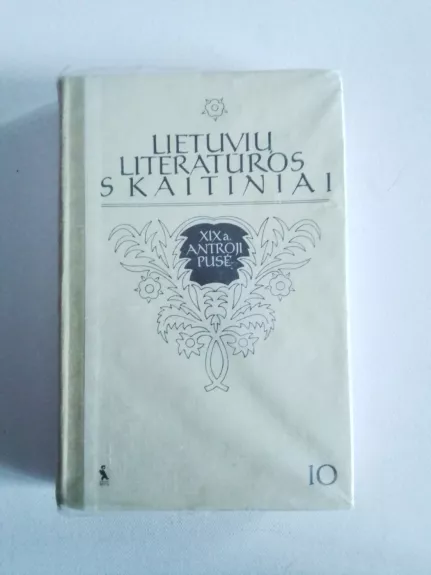 LIETUVIŲ
LITERATŪROS
SKAITINIAI
XIX a.
ANTROJI
PUSĖ
10